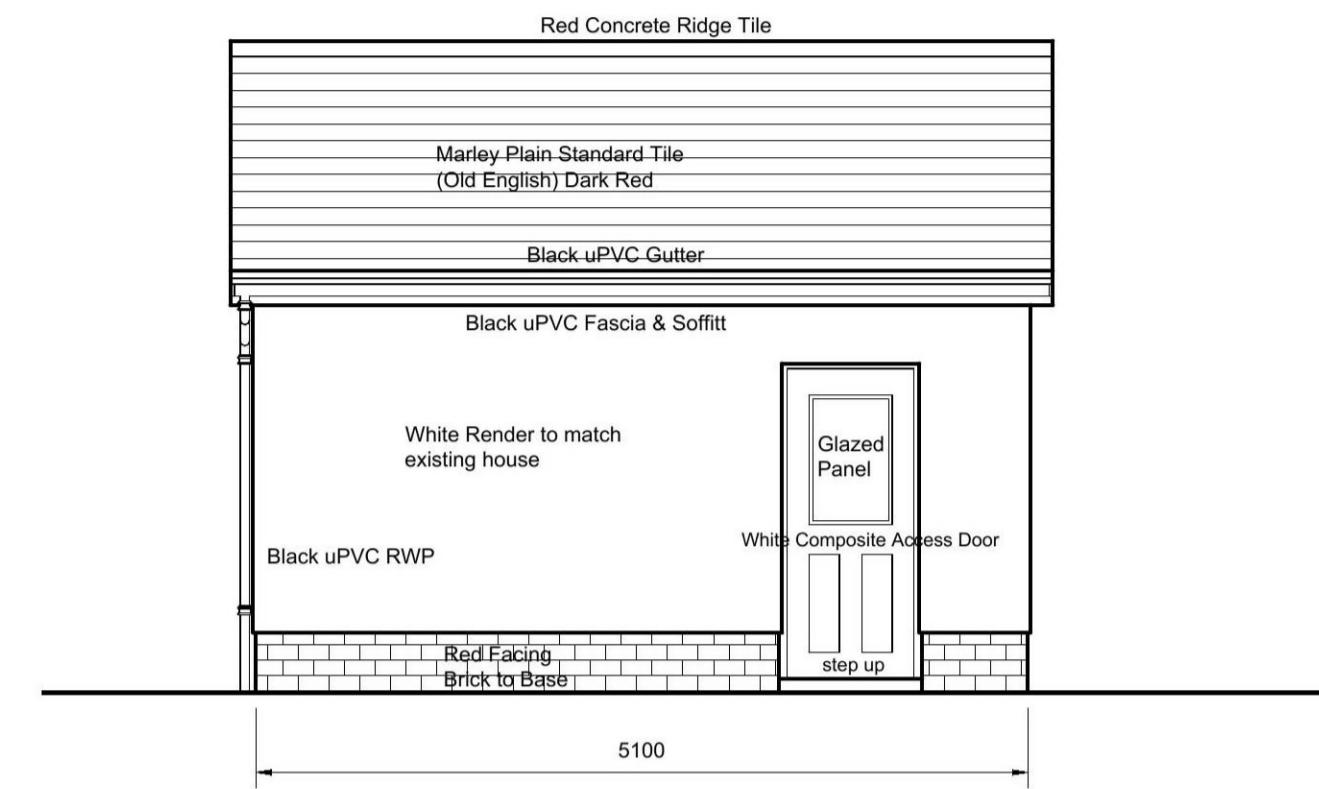 Red Concrete Ridge Tile
Marley Plain Standard Tile
(Old English) Dark Red
Black uPVC Gutter
Black uPVC Fascia & Soffitt
White Render to match
existing house
Glazed
Panel
White Composite Access Door
Black uPVC RWP
Red Facing
Brick to Base
step up
5100